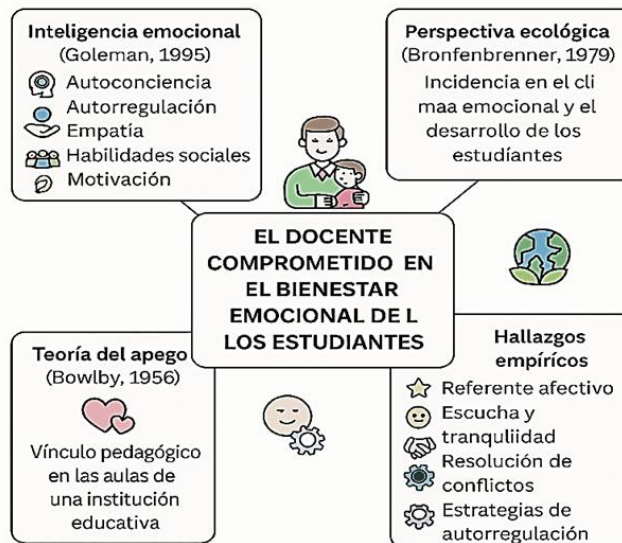 Inteligencia emocional
(Goleman, 1995)
Autoconciencia
Autorregulación
Empatía
Habilidades sociales
Motivación
Perspectiva ecológica
(Bronfenbrenner, 1979)
Incidencia en el cli
maa emocional y el
desarrollo de los
estudíantes
EL DOCENTE
COMPROMETIDO EN
EL BIENESTAR
EMOCIONAL DE L
LOS ESTUDIANTES
Teoría del apego
(Bowlby, 1956)
Vínculo pedagógico
en las aulas de
una institución
educativa
Hallazgos
empíricos
Referente afectivo
Escucha y
tranquliidad
Resolución de
conflictos
Estrategias de
autorregulación